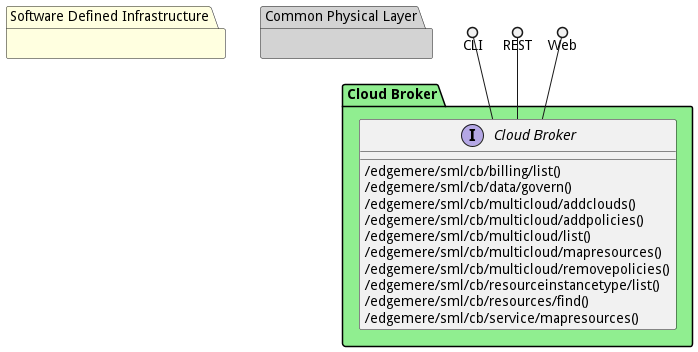 Software Defined Infrastructure
Common Physical Layer
CLI
REST
Web
Cloud Broker
I
Cloud Broker
/edgemere/sml/cb/billing/list()
/edgemere/sml/cb/data/govern()
/edgemere/sml/cb/multicloud/addclouds()
/edgemere/sml/cb/multicloud/addpolicies()
/edgemere/sml/cb/multicloud/list()
/edgemere/sml/cb/multicloud/mapresources()
/edgemere/sml/cb/multicloud/removepolicies()
/edgemere/sml/cb/resourceinstancetype/list()
/edgemere/sml/cb/resources/find()
/edgemere/sml/cb/service/mapresources()